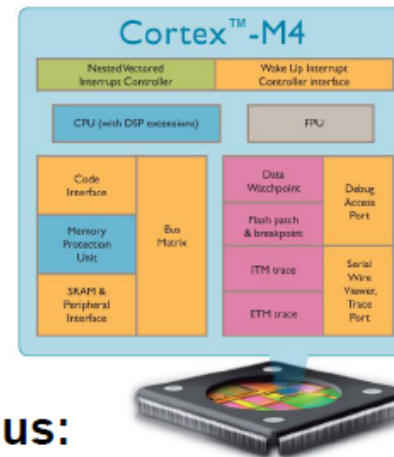 Cortex™-M4
Nested Vectored
Interrupt Controller
Wake Up Interrupt
Controller interface
CPU (with DSP extensions)
FPU
Code
Interface
Memory
Protection
Unit
SRAM &
Peripheral
Interface
Bus
Matrix
Data
Watchpoint
Flash patch
& breakpoint
ITM trace
ETM trace
Debug
Access
Port
Serial
Wire
Viewer,
Trace
Port
us: